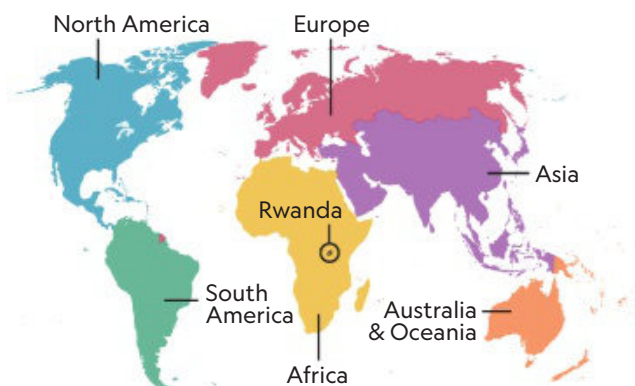 North America
Europe
Asia
Rwanda
South
America
Australia
& Oceania
Africa